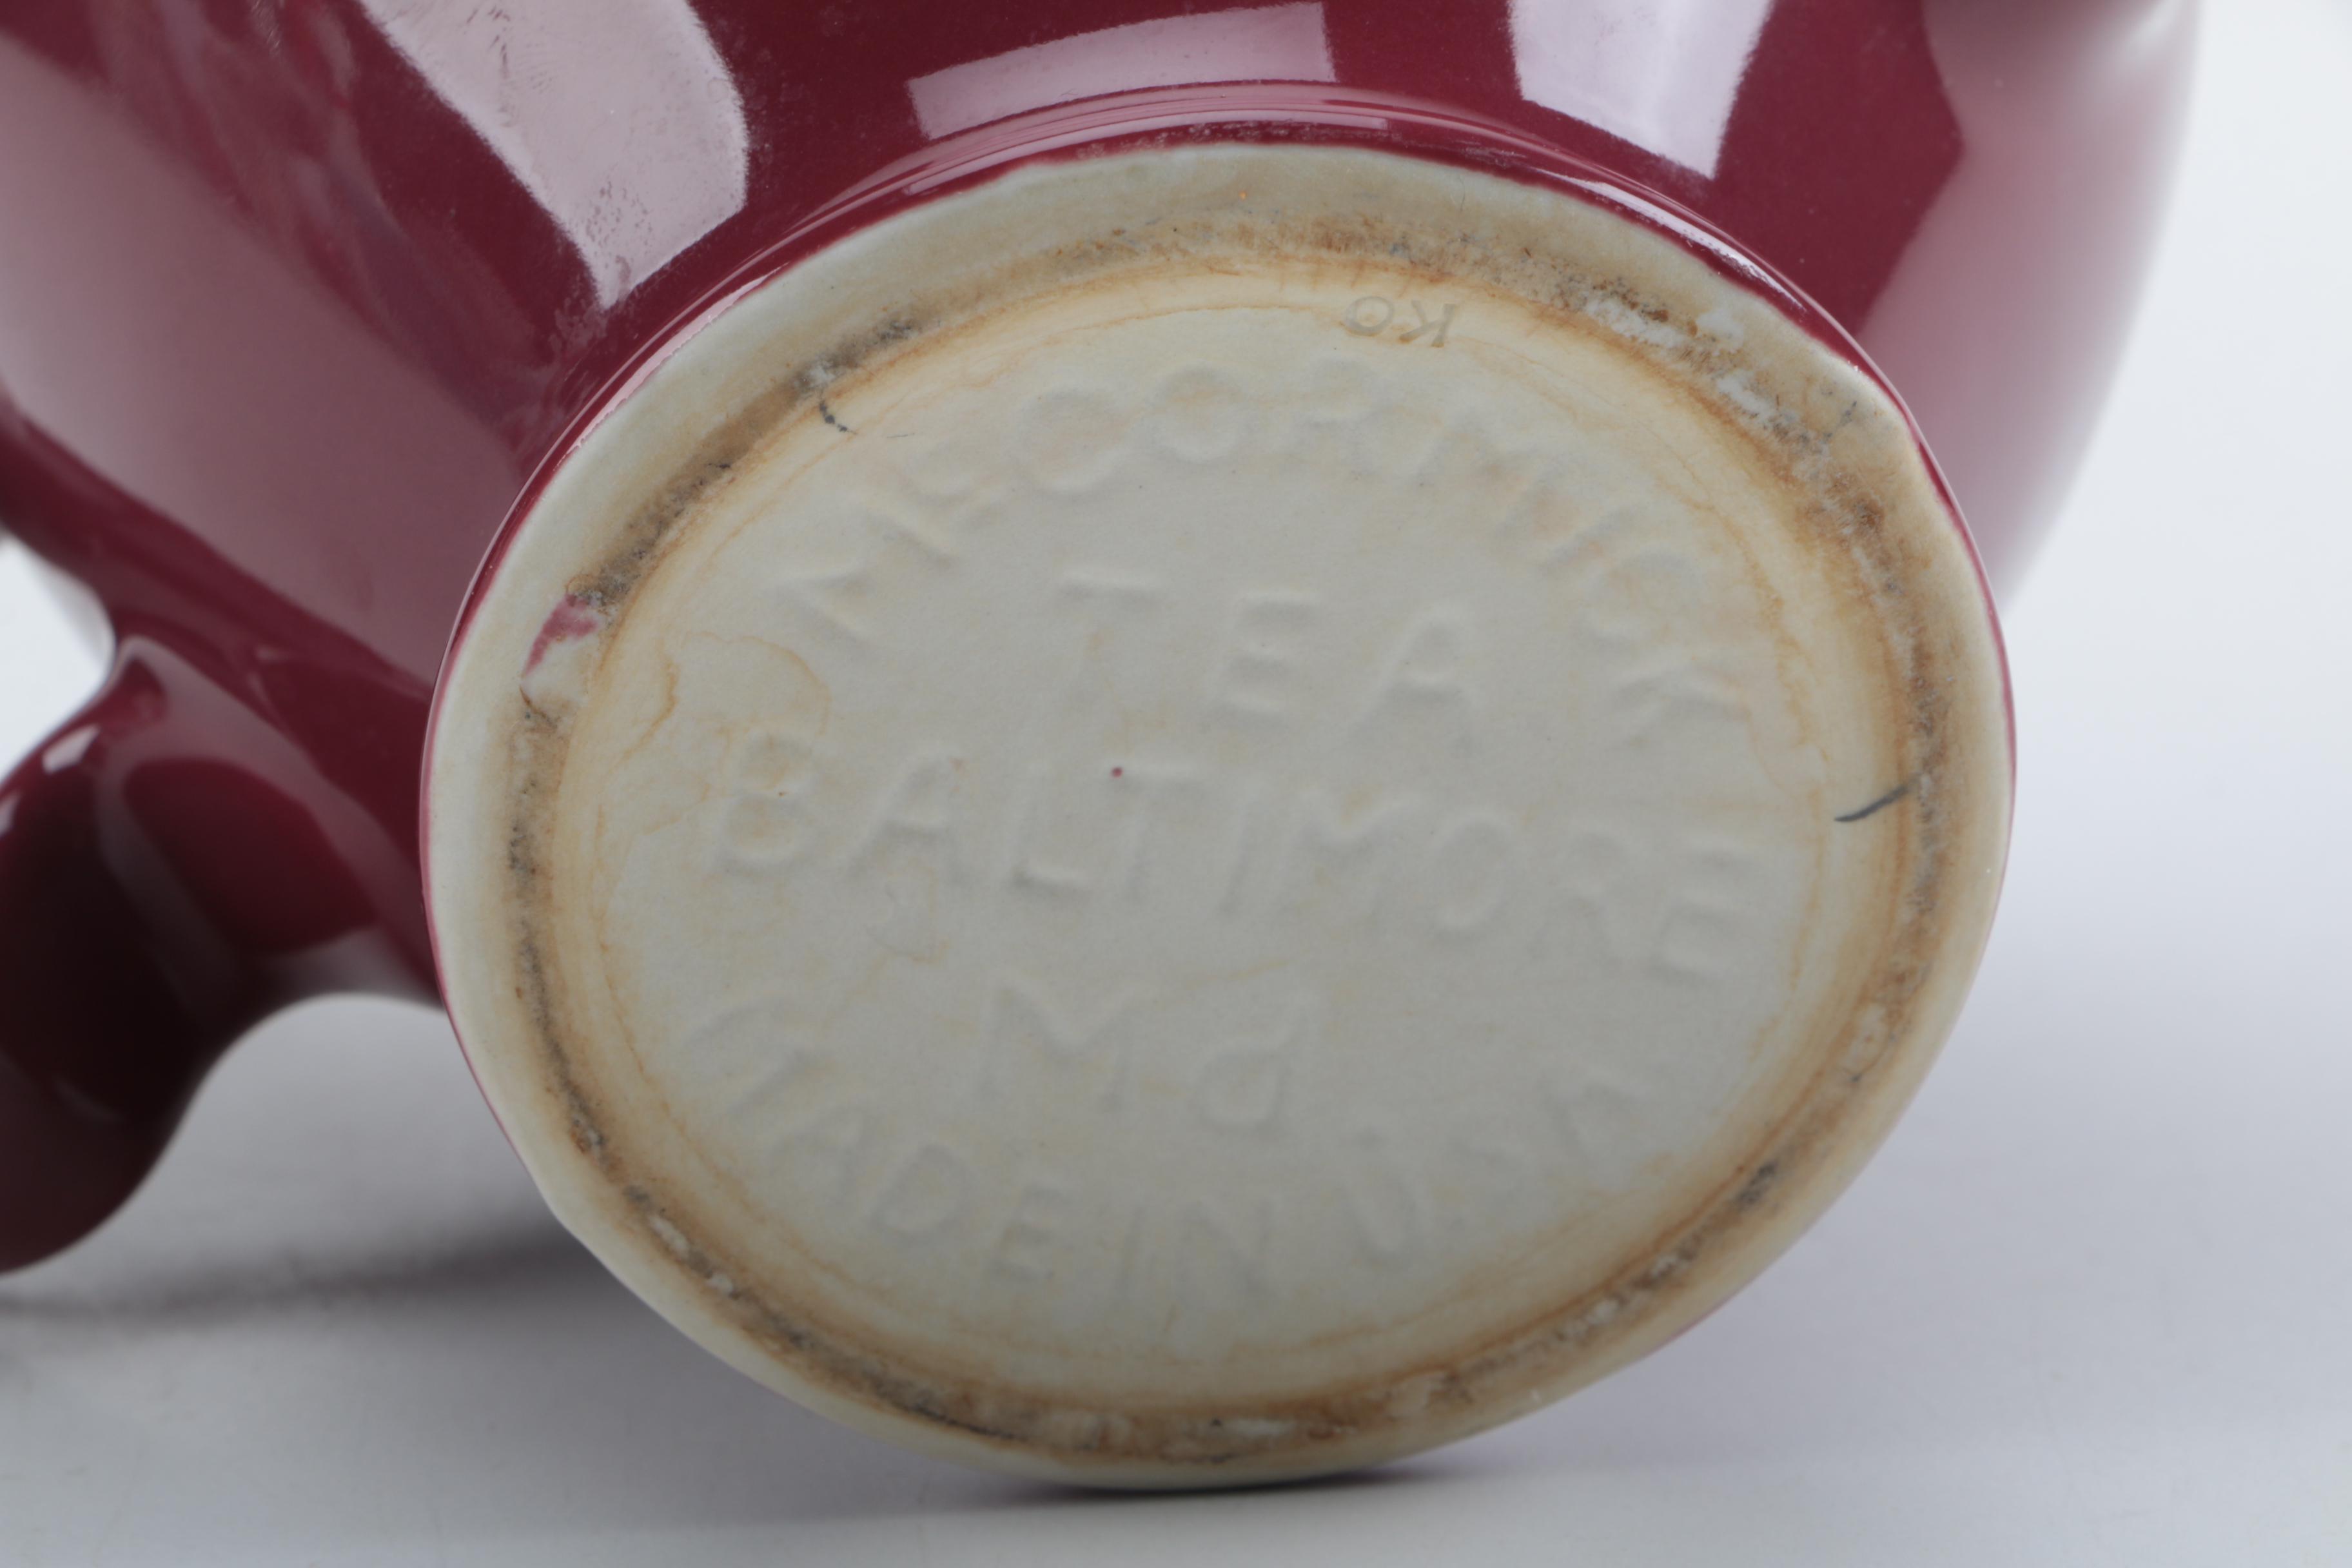 KO
McCORMICK
TEA
BALTIMORE
Md
MADE IN U.S.A.